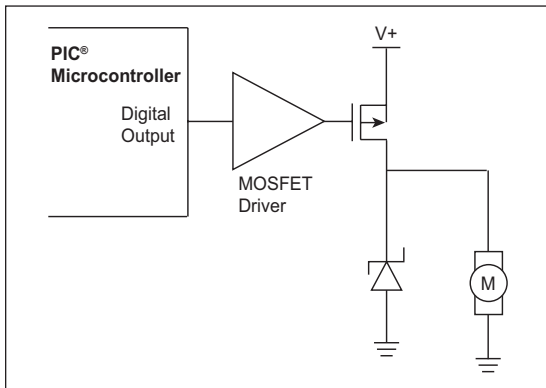 PIC®
Microcontroller
Digital
Output
MOSFET
Driver
V+
M